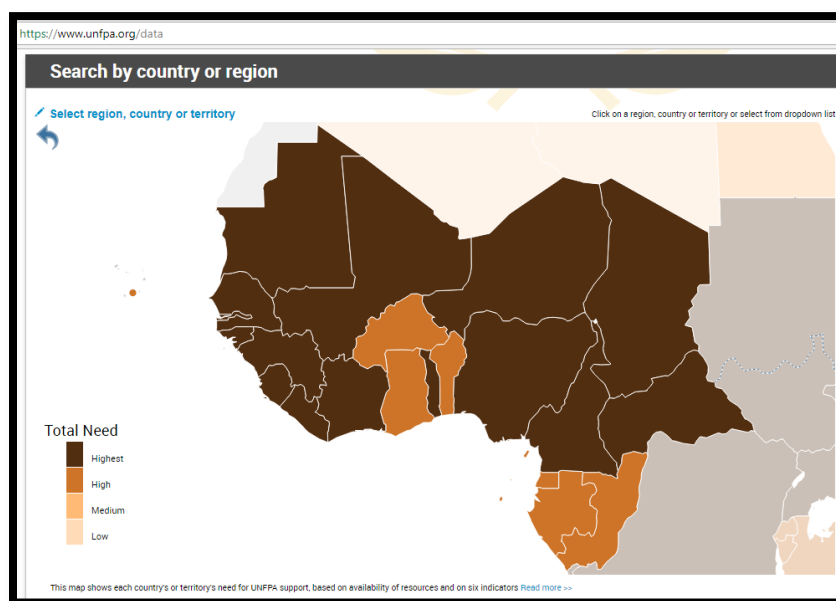 https://www.unfpa.org/data
Search by country or region
Select region, country or territory
Click on a region, country or territory or select from dropdown list
Total Need
Highest
High
Medium
Low
This map shows each country's or territory's need for UNFPA support, based on availability of resources and on six indicators Read more >>